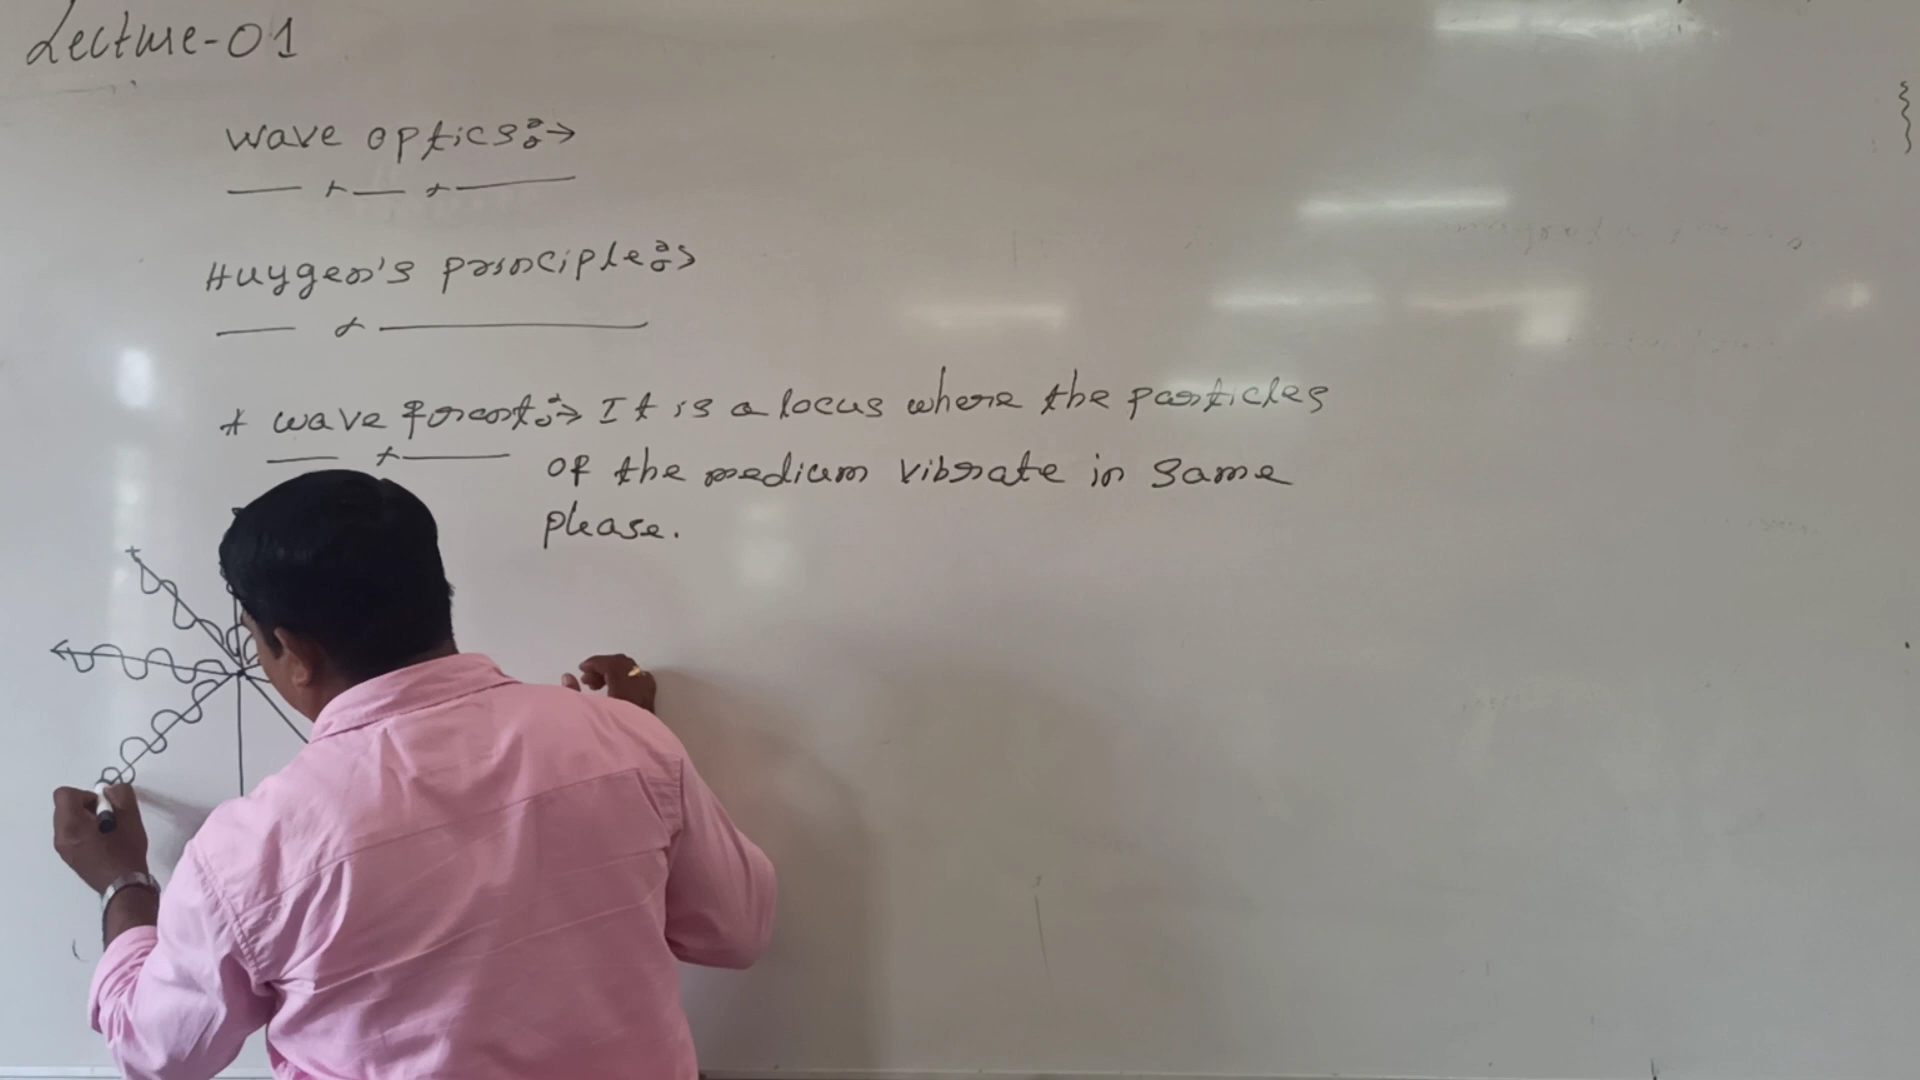 Lecture-01
wave optics:→
Huygen's principle:→
* wave front:→ It is a locus where the particles
of the medium vibrate in same
please.